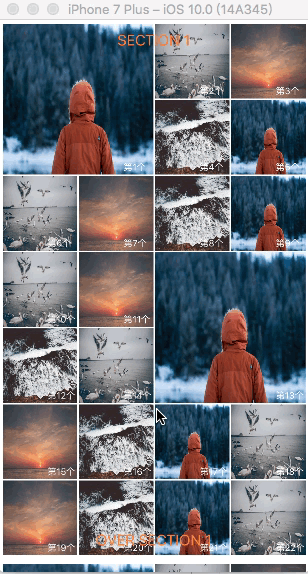 iPhone 7 Plus – iOS 10.0 (14A345)
SECTION 1
第1个
第2个
第3个
第4个
第6个
第7个
第8个
第11个
第12个
第13个
第15个
第16个
第17个
第18个
第19个
第20个
第21个
第22个
OVER SECTION 1